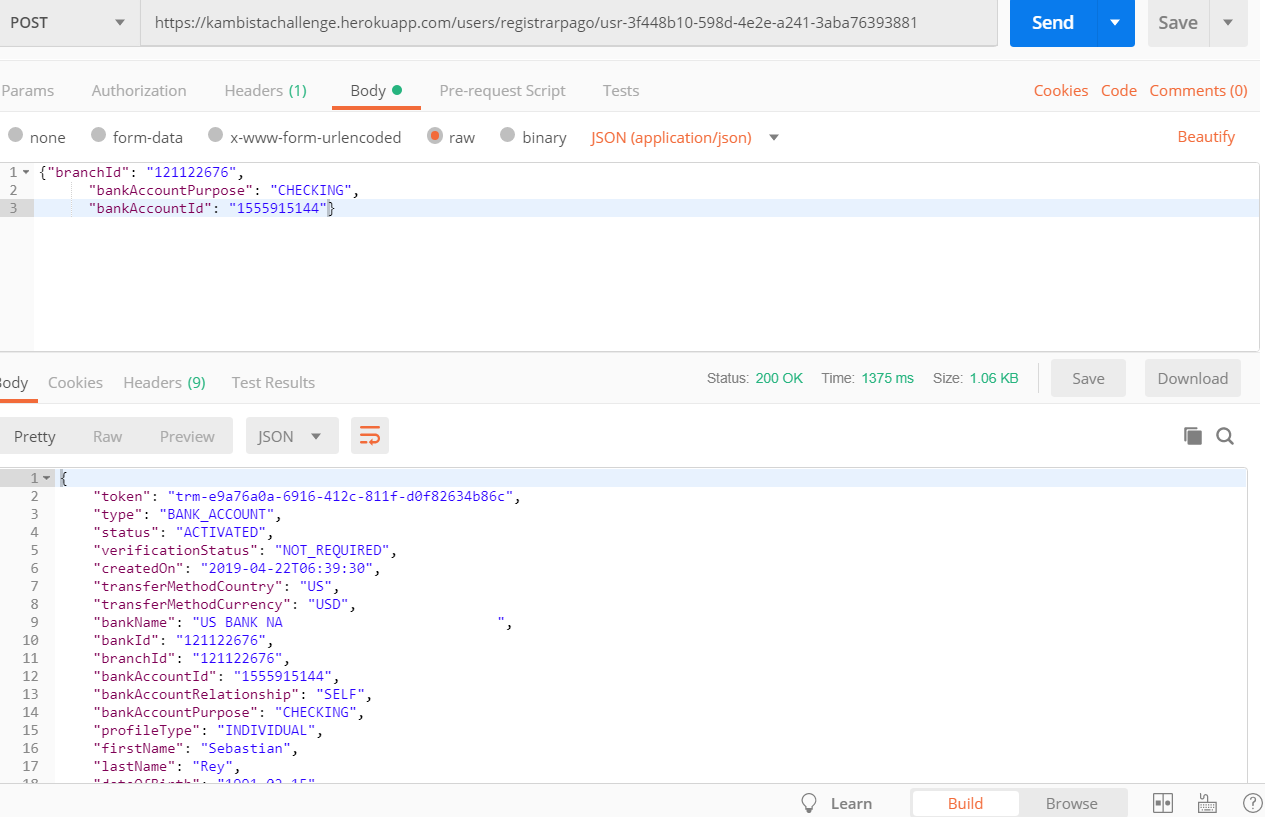 POST https://kambistachallenge.herokuapp.com/users/registrarpago/usr-3f448b10-598d-4e2e-a241-3aba76393881 Send Save
Params Authorization Headers (1) Body Pre-request Script Tests Cookies Code Comments (0)
none form-data x-www-form-urlencoded raw binary JSON (application/json) Beautify
1 {"branchId": "121122676",
2 "bankAccountPurpose": "CHECKING",
3 "bankAccountId": "1555915144"}
Body Cookies Headers (9) Test Results Status: 200 OK Time: 1375 ms Size: 1.06 KB Save Download
Pretty Raw Preview JSON
1 {
2 "token": "trm-e9a76a0a-6916-412c-811f-d0f82634b86c",
3 "type": "BANK_ACCOUNT",
4 "status": "ACTIVATED",
5 "verificationStatus": "NOT_REQUIRED",
6 "createdOn": "2019-04-22T06:39:30",
7 "transferMethodCountry": "US",
8 "transferMethodCurrency": "USD",
9 "bankName": "US BANK NA                          ",
10 "bankId": "121122676",
11 "branchId": "121122676",
12 "bankAccountId": "1555915144",
13 "bankAccountRelationship": "SELF",
14 "bankAccountPurpose": "CHECKING",
15 "profileType": "INDIVIDUAL",
16 "firstName": "Sebastian",
17 "lastName": "Rey",
Learn Build Browse